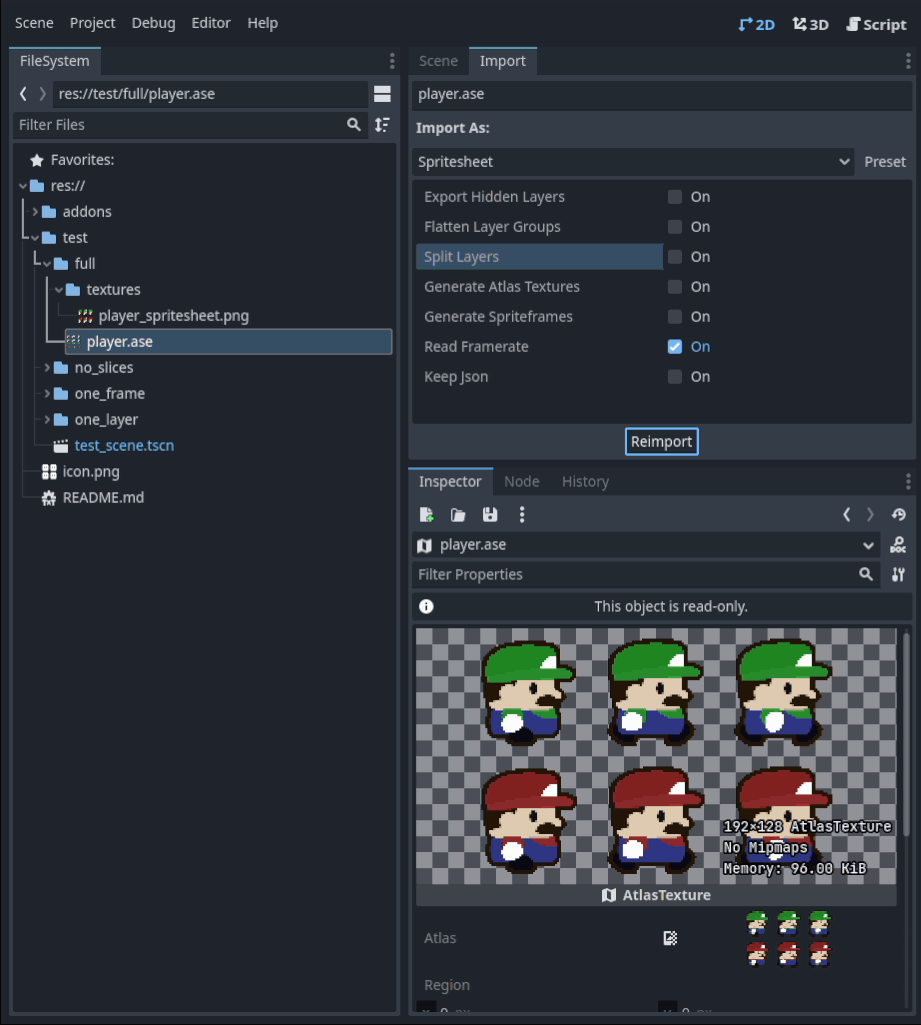 Scene Project Debug Editor Help
2D 3D Script
FileSystem
res://test/full/player.ase
Filter Files
Favorites:
res://
addons
test
full
textures
player_spritesheet.png
player.ase
no_slices
one_frame
one_layer
test_scene.tscn
icon.png
README.md
Scene Import
player.ase
Import As:
Spritesheet Preset
Export Hidden Layers On
Flatten Layer Groups On
Split Layers On
Generate Atlas Textures On
Generate Spriteframes On
Read Framerate On
Keep Json On
Reimport
Inspector Node History
player.ase DOC
Filter Properties
This object is read-only.
192×128 AtlasTexture
No Mipmaps
Memory: 96.00 KiB
AtlasTexture
Atlas
Region